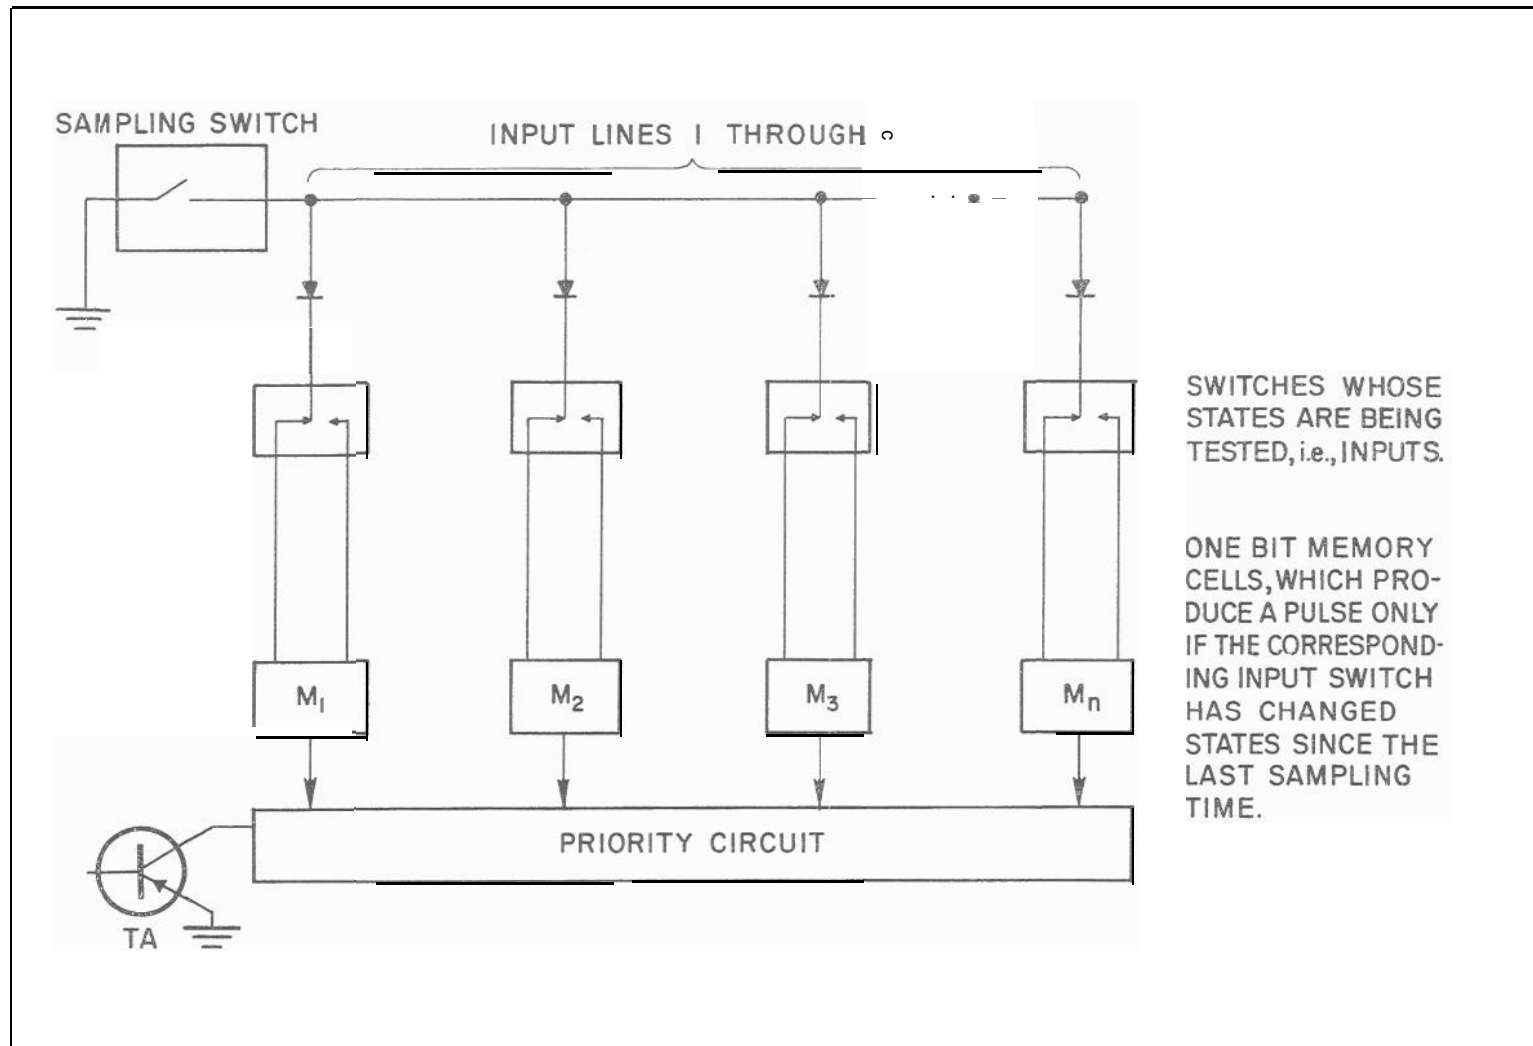 SAMPLING SWITCH
INPUT LINES 1 THROUGH
SWITCHES WHOSE
STATES ARE BEING
TESTED, i.e., INPUTS.
ONE BIT MEMORY
CELLS, WHICH PRO-
DUCE A PULSE ONLY
IF THE CORRESPOND-
ING INPUT SWITCH
HAS CHANGED
STATES SINCE THE
LAST SAMPLING
TIME.
M1
M2
M3
Mn
PRIORITY CIRCUIT
TA